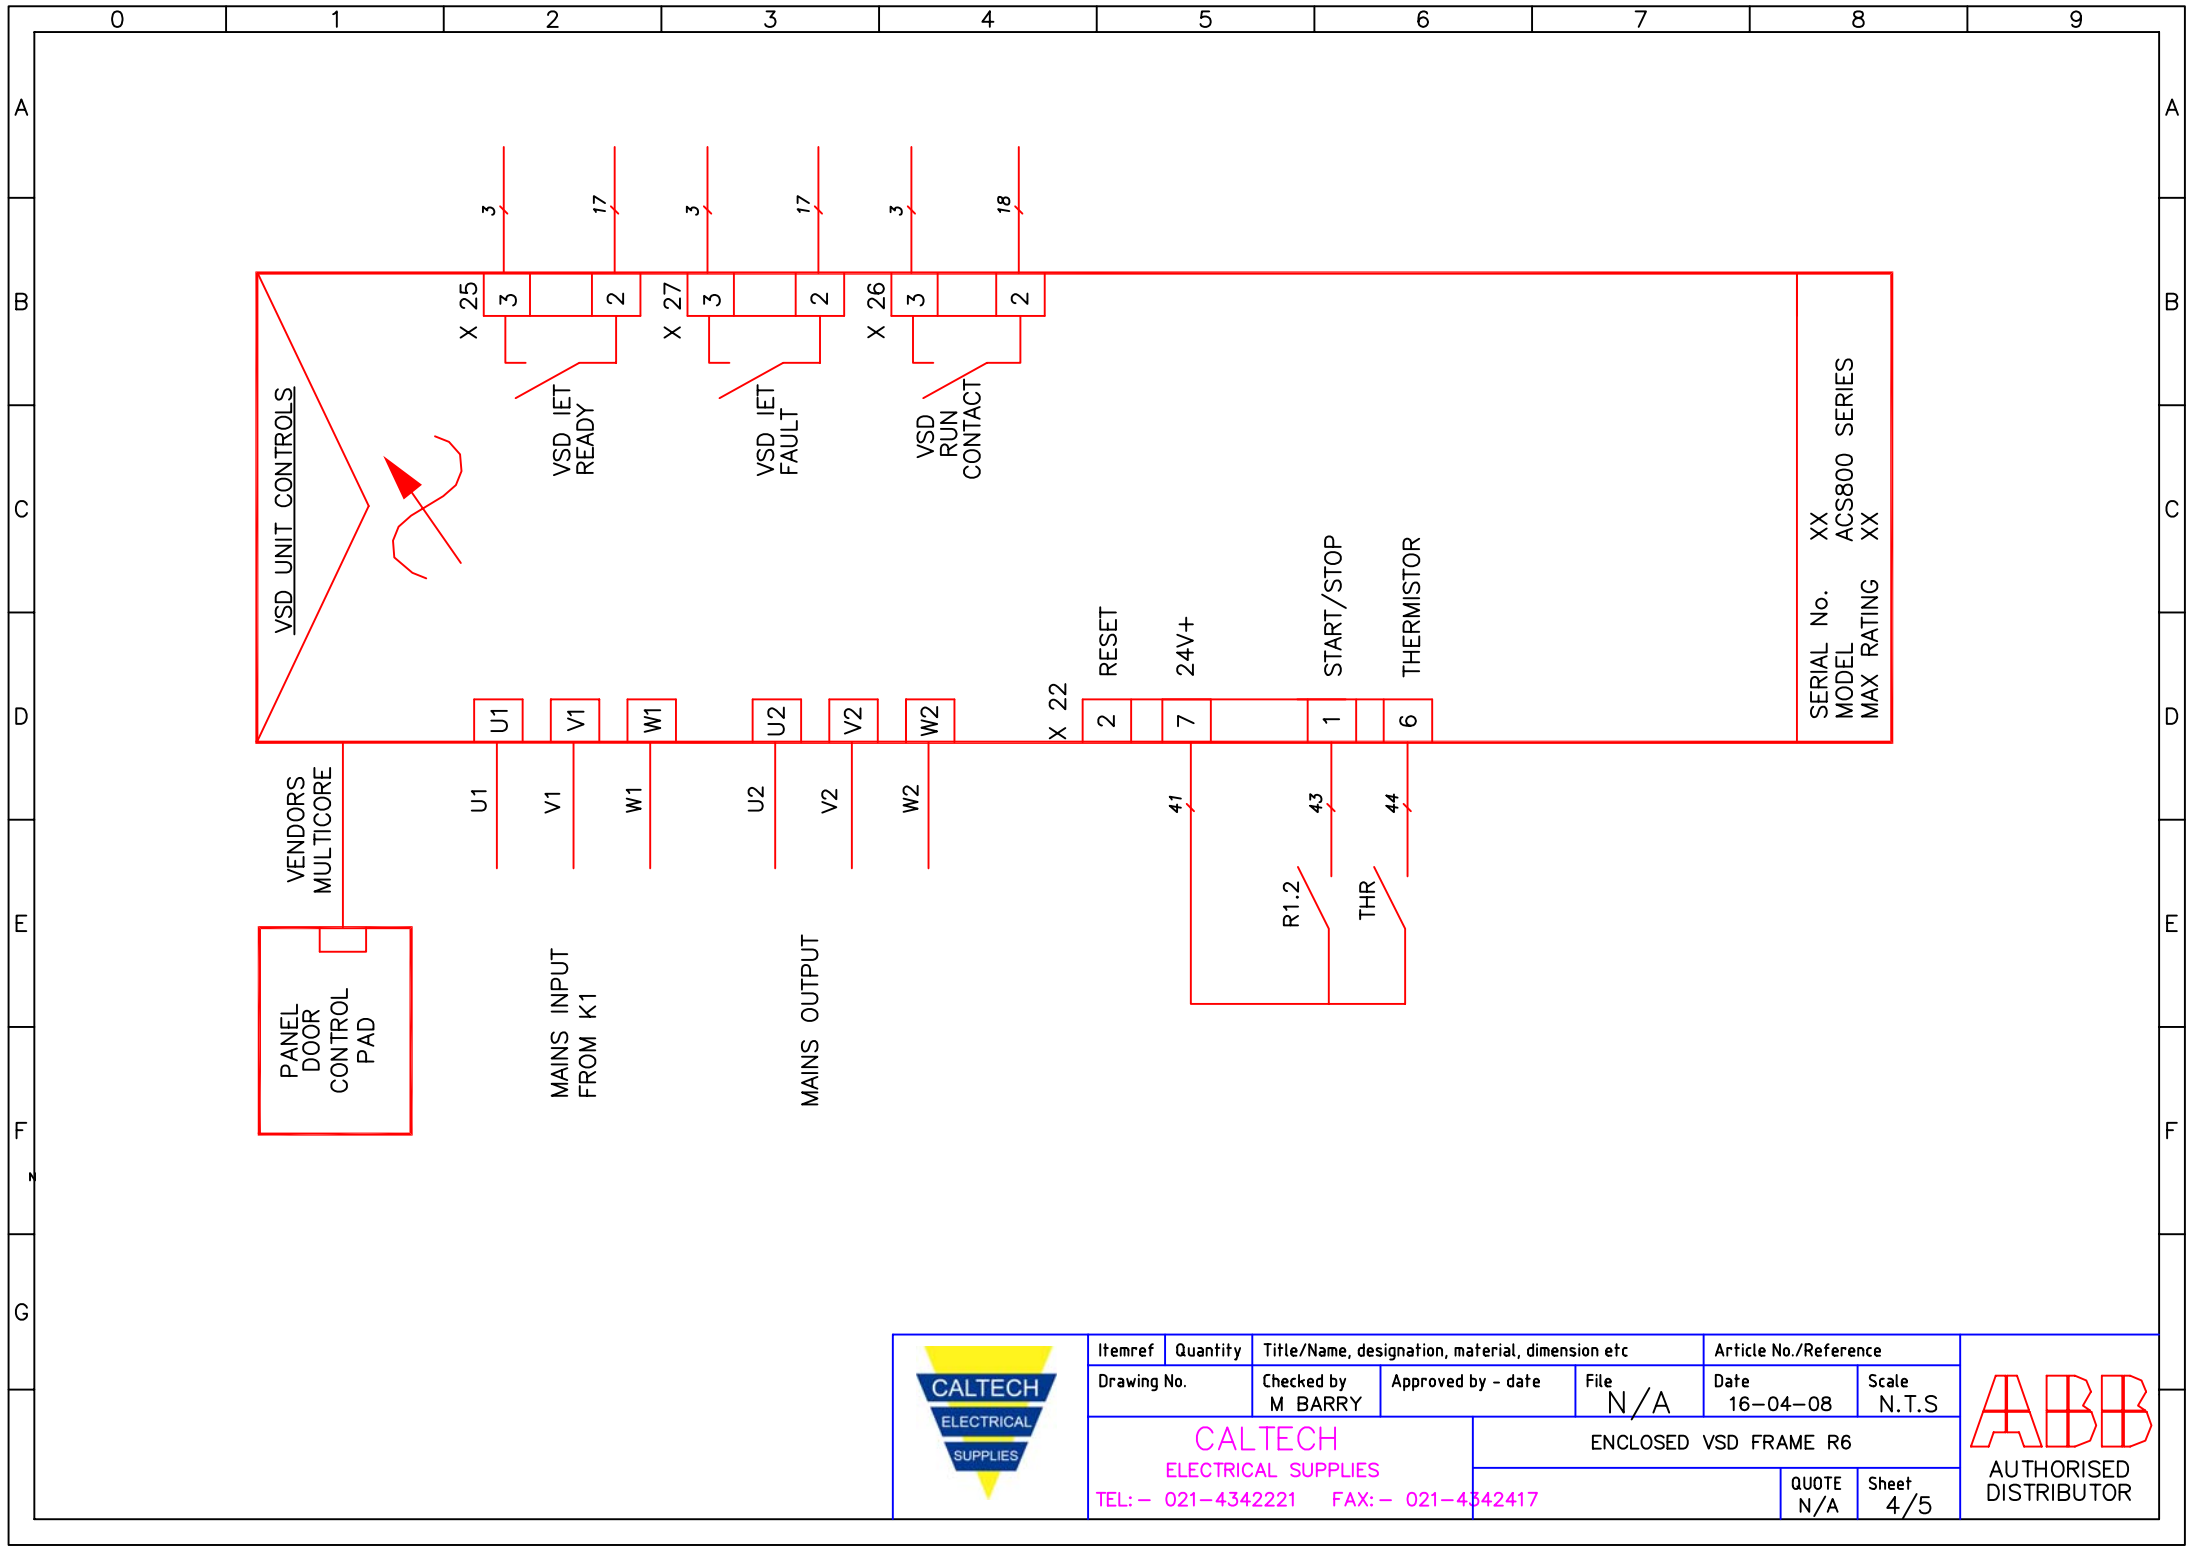 0 1 2 3 4 5 6 7 8 9
A A
B B
C C
D D
E E
F F
G
N
3 17 3 17 3 18
X 25 3 2
X 27 3 2
X 26 3 2
VSD UNIT CONTROLS
VSD IET
READY
VSD IET
FAULT
VSD
RUN
CONTACT
RESET
24V+
START/STOP
THERMISTOR
SERIAL No. XX
MODEL ACS800 SERIES
MAX RATING XX
U1 V1 W1 U2 V2 W2
X 22 2 7 1 6
VENDORS
MULTICORE
U1 V1 W1 U2 V2 W2
41 43 44
R1.2 THR
PANEL
DOOR
CONTROL
PAD
MAINS INPUT
FROM K1
MAINS OUTPUT
CALTECH
ELECTRICAL
SUPPLIES
Itemref Quantity Title/Name, designation, material, dimension etc Article No./Reference
Drawing No. Checked by Approved by - date File Date Scale
M BARRY N/A 16-04-08 N.T.S
CALTECH
ELECTRICAL SUPPLIES
TEL:- 021-4342221 FAX:- 021-4342417
ENCLOSED VSD FRAME R6
QUOTE Sheet
N/A 4/5
ABB
AUTHORISED
DISTRIBUTOR